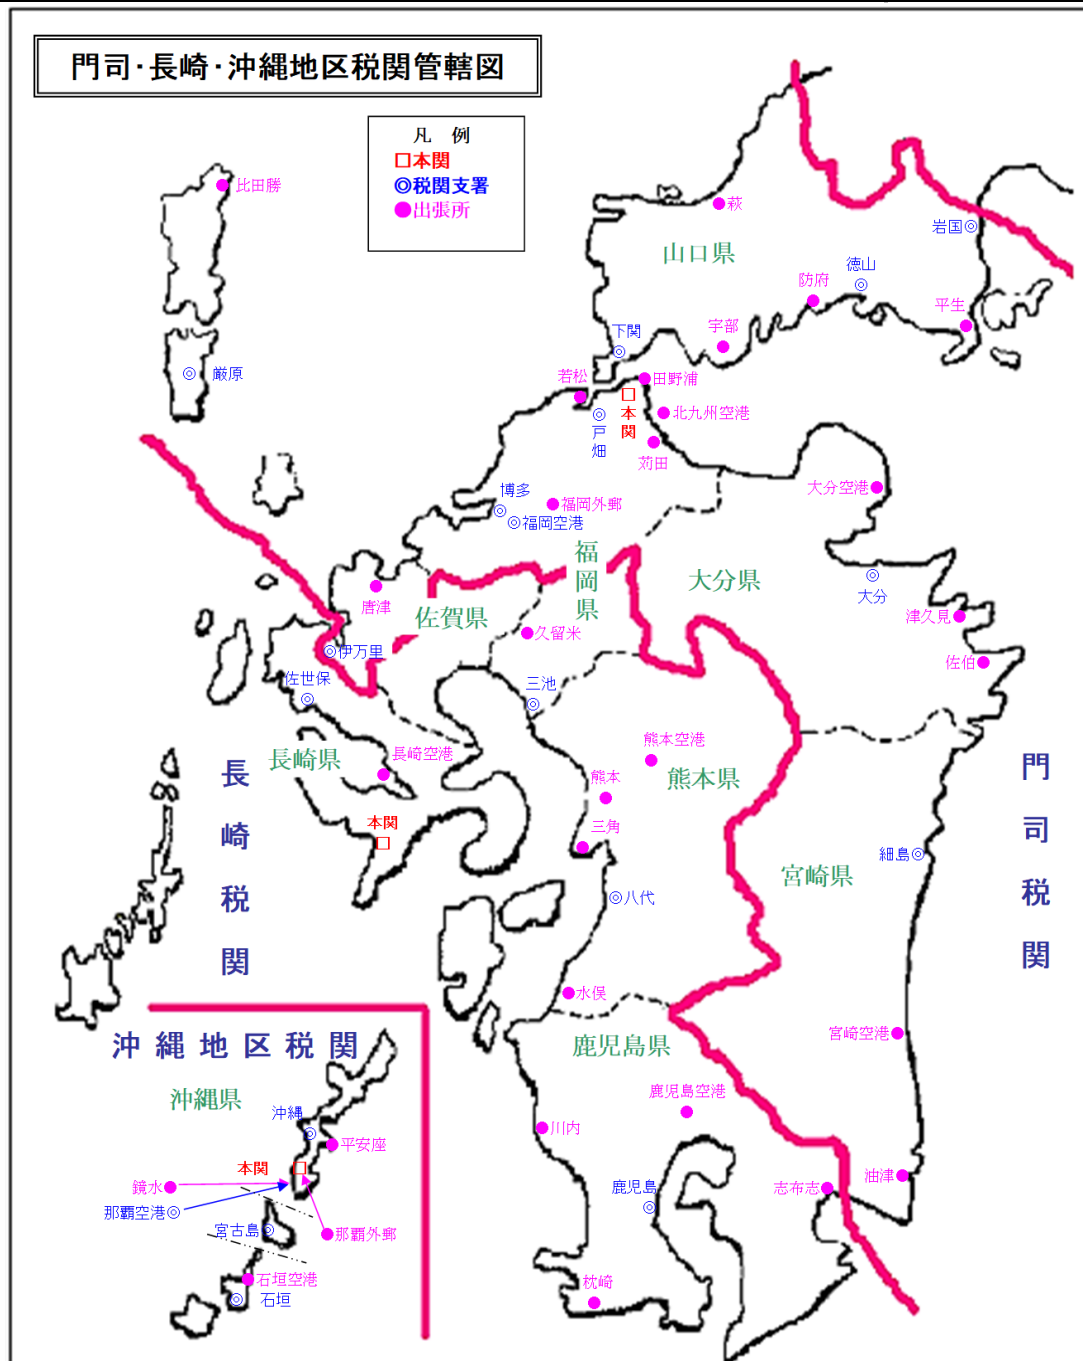 門司・長崎・沖縄地区税関管轄図
凡　例
□本関
◎税関支署
●出張所
比田勝
萩
岩国◎
山口県
徳山
防府
平生
宇部
下関
厳原
若松
田野浦
□本関
北九州空港
戸畑
苅田
大分空港
博多
福岡外郵
福岡空港
福岡県
大分県
大分
唐津
佐賀県
津久見
久留米
伊万里
佐世保
三池
佐伯
長崎県
長崎空港
熊本空港
熊本県
熊本
長崎税関
門司税関
本関
三角
宮崎県
細島◎
八代
水俣
宮崎空港
沖縄地区税関
鹿児島県
沖縄県
鹿児島空港
沖縄
川内
平安座
本関
鏡水
那覇空港◎
鹿児島
志布志
油津
宮古島
那覇外郵
石垣空港
石垣
枕崎